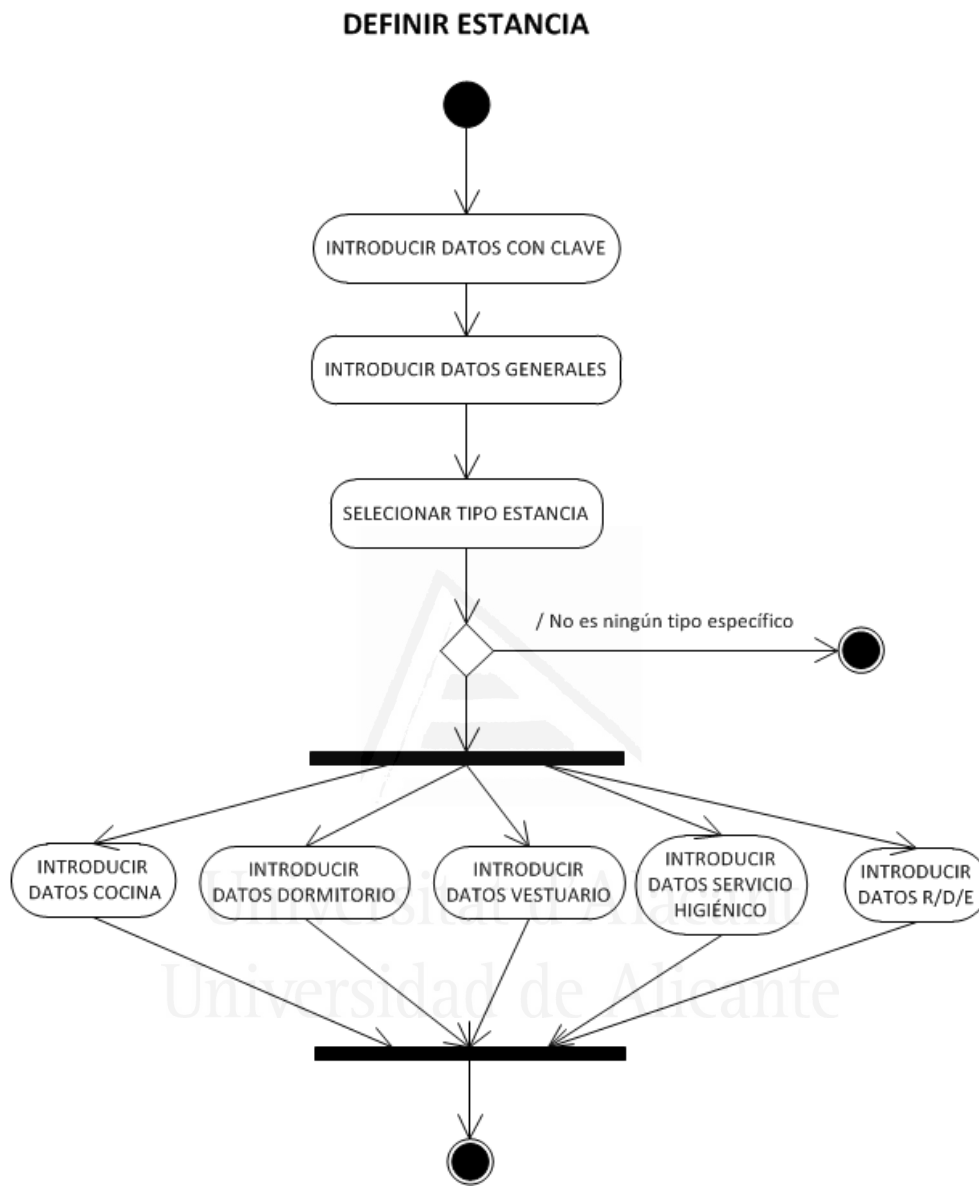 DEFINIR ESTANCIA
INTRODUCIR DATOS CON CLAVE
INTRODUCIR DATOS GENERALES
SELECIONAR TIPO ESTANCIA
/ No es ningún tipo específico
INTRODUCIR
DATOS COCINA
INTRODUCIR
DATOS DORMITORIO
INTRODUCIR
DATOS VESTUARIO
INTRODUCIR
DATOS SERVICIO
HIGIÉNICO
INTRODUCIR
DATOS R/D/E
Universitat d'Alacant
Universidad de Alicante